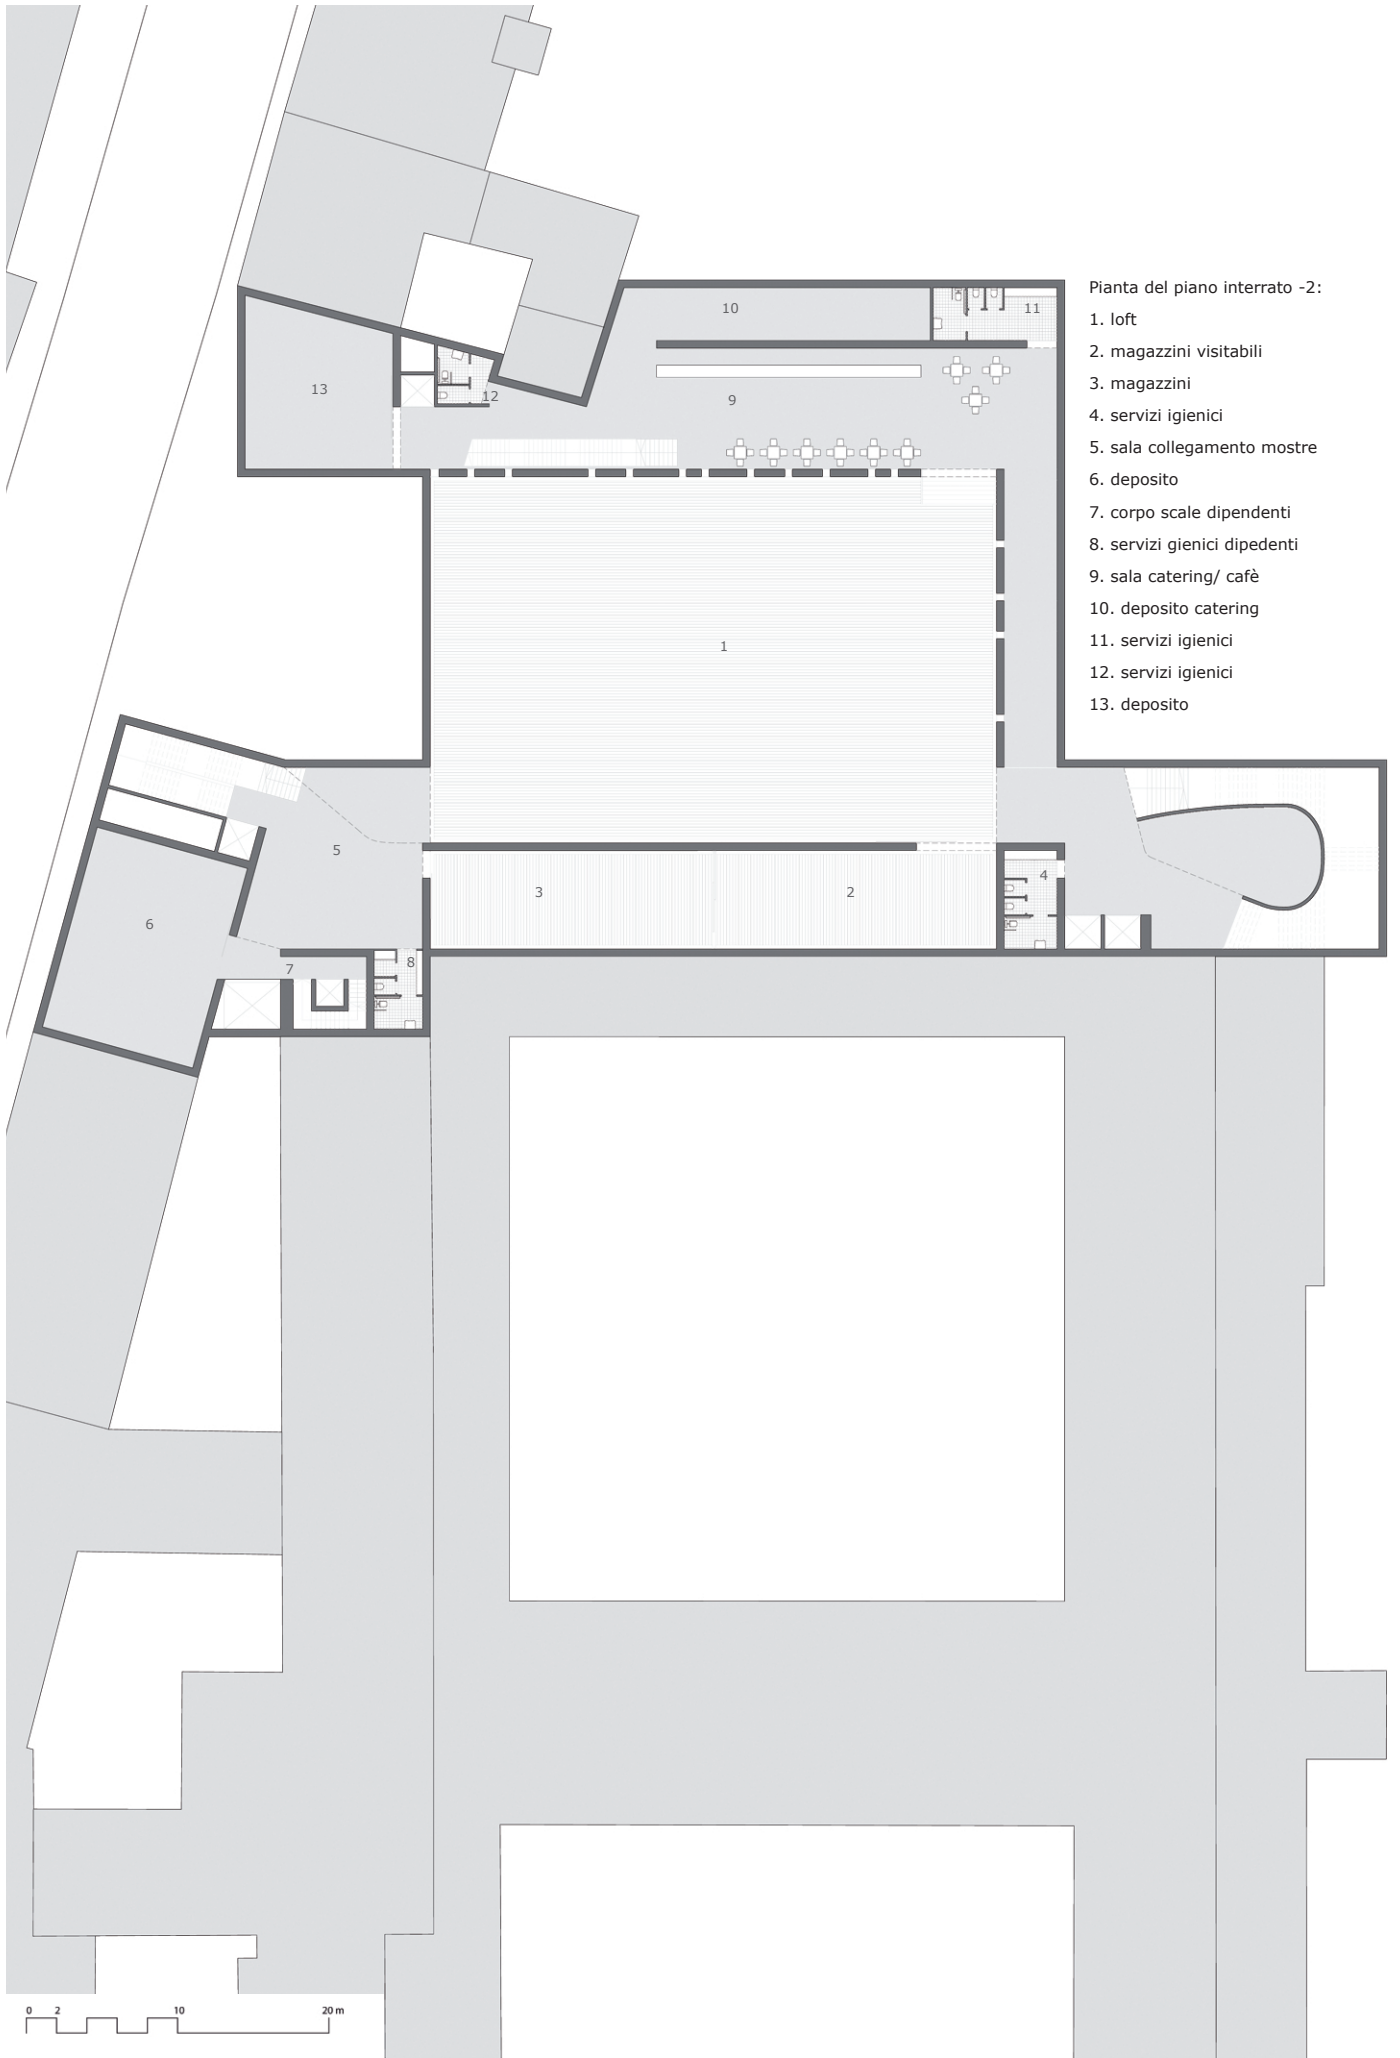 Pianta del piano interrato -2:
1. loft
2. magazzini visitabili
3. magazzini
4. servizi igienici
5. sala collegamento mostre
6. deposito
7. corpo scale dipendenti
8. servizi gienici dipedenti
9. sala catering/ cafè
10. deposito catering
11. servizi igienici
12. servizi igienici
13. deposito
10
11
13
12
9
1
5
4
3
2
6
7
8
0 2 10 20 m